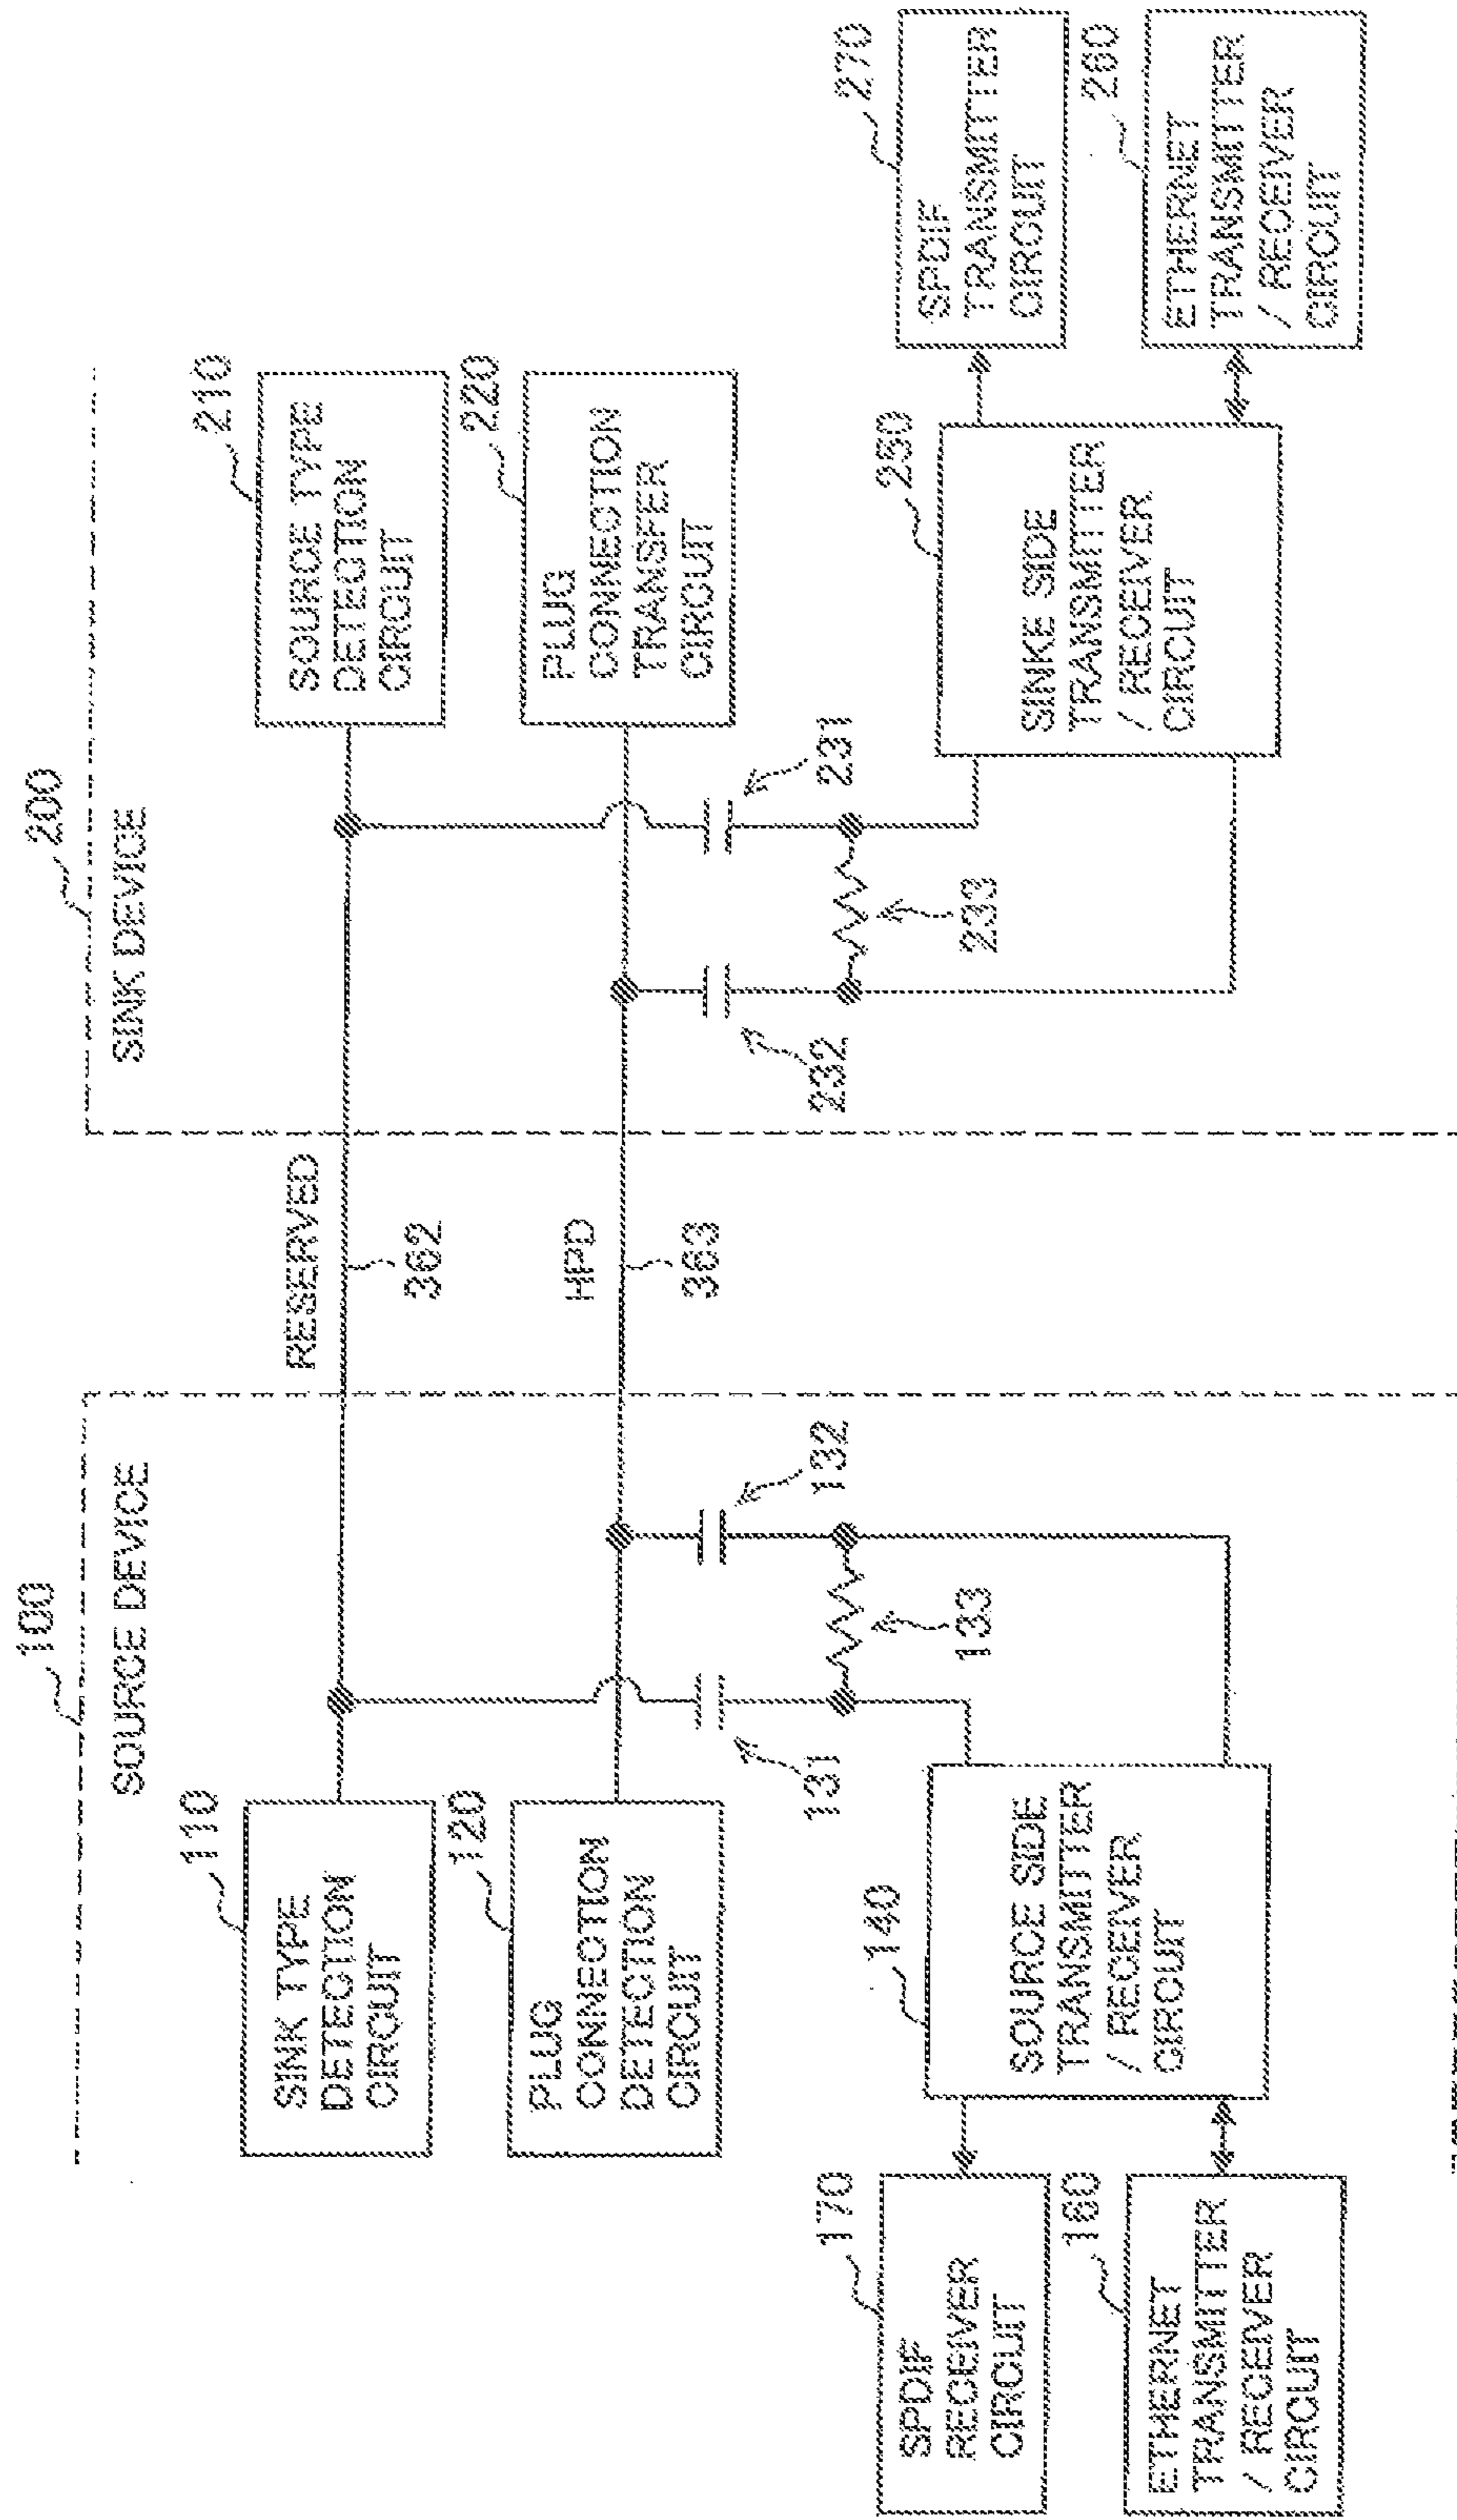 100
SOURCE DEVICE
110
SINK TYPE
DETECTION
CIRCUIT
120
PLUG
CONNECTION
DETECTION
CIRCUIT
131
132
133
140
SOURCE SIDE
TRANSMITTER
/ RECEIVER
CIRCUIT
170
SPDIF
RECEIVER
CIRCUIT
180
ETHERNET
TRANSMITTER
/ RECEIVER
CIRCUIT
RESERVED
362
HPD
363
200
SINK DEVICE
210
SOURCE TYPE
DETECTION
CIRCUIT
220
PLUG
CONNECTION
TRANSFER
CIRCUIT
232
231
233
250
SINKE SIDE
TRANSMITTER
/ RECEIVER
CIRCUIT
270
SPDIF
TRANSMITTER
CIRCUIT
280
ETHERNET
TRANSMITTER
/ RECEIVER
CIRCUIT